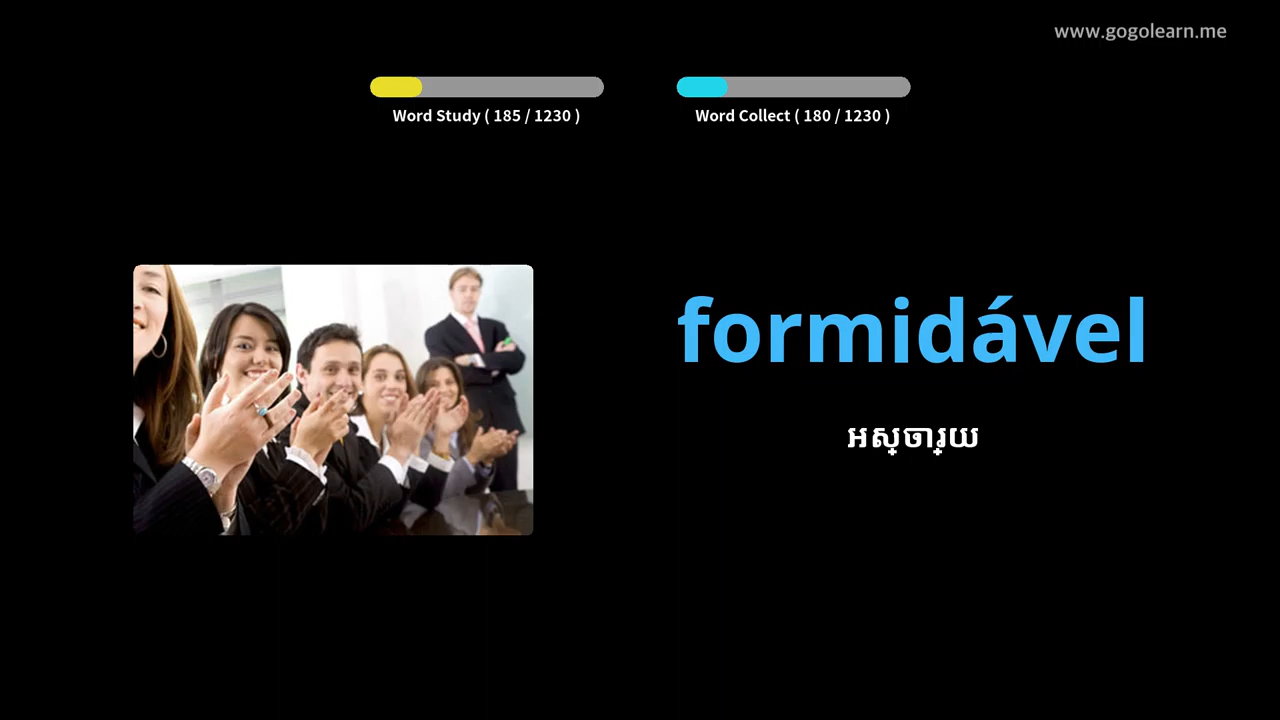 www.gogolearn.me
Word Study ( 185 / 1230 )
Word Collect ( 180 / 1230 )
formidável
អស្ចារ្យ